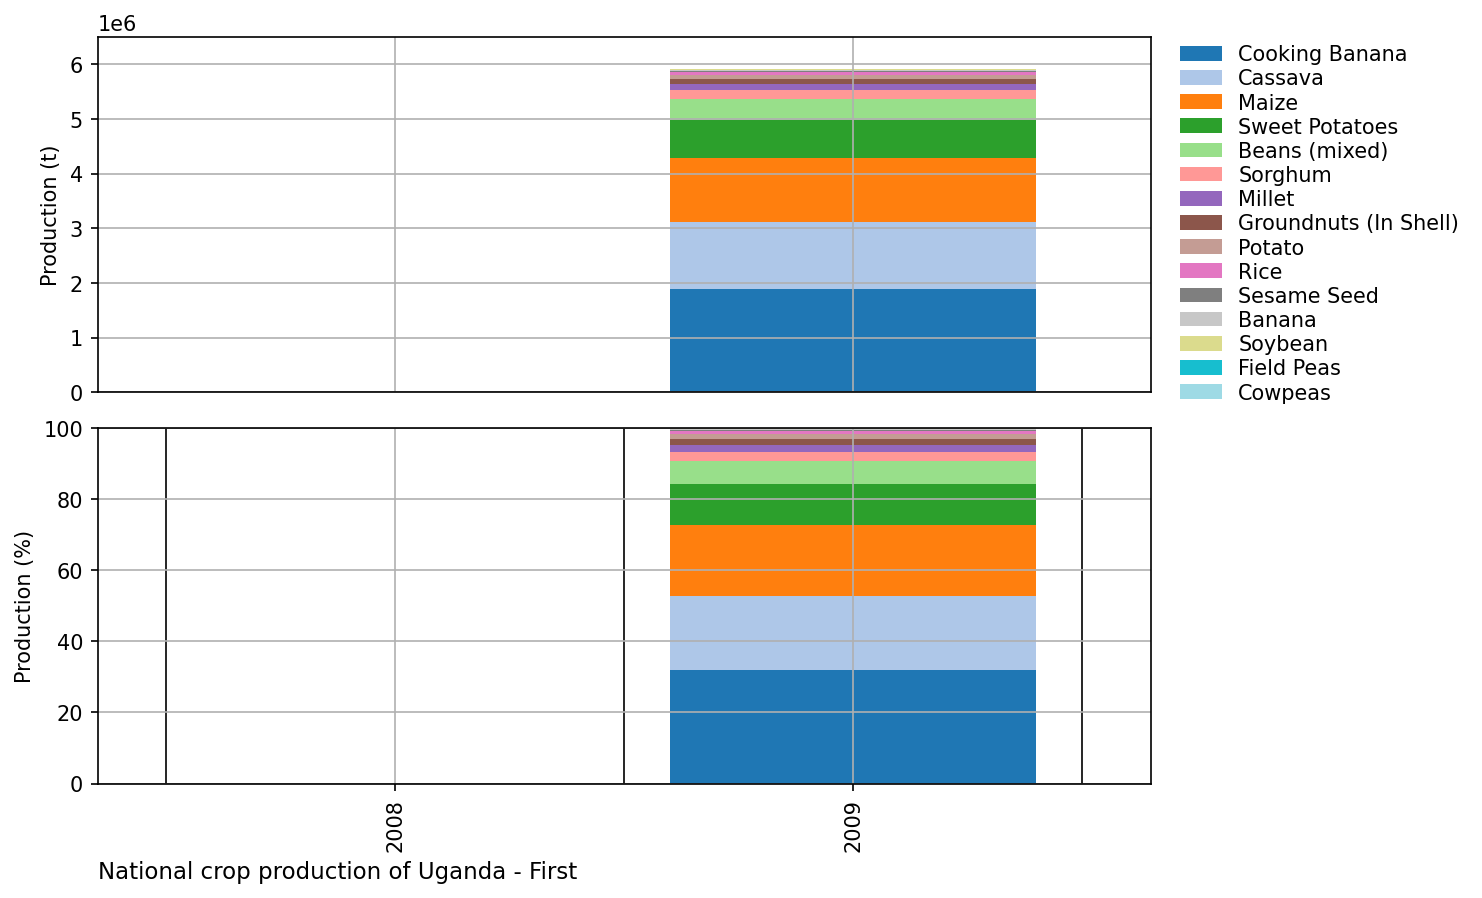 1e6
6
5
4
3
2
1
0
Production (t)
Cooking Banana
Cassava
Maize
Sweet Potatoes
Beans (mixed)
Sorghum
Millet
Groundnuts (In Shell)
Potato
Rice
Sesame Seed
Banana
Soybean
Field Peas
Cowpeas
100
80
60
40
20
0
Production (%)
2008
2009
National crop production of Uganda - First